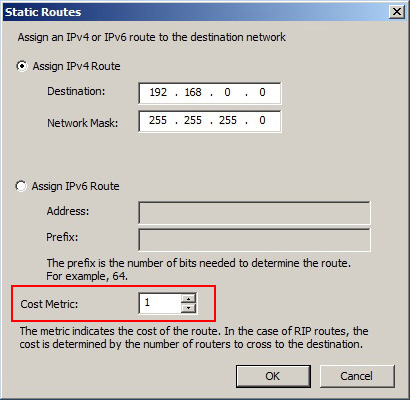 Static Routes
Assign an IPv4 or IPv6 route to the destination network
Assign IPv4 Route
Destination: 192 . 168 . 0 . 0
Network Mask: 255 . 255 . 255 . 0
Assign IPv6 Route
Address:
Prefix:
The prefix is the number of bits needed to determine the route.
For example, 64.
Cost Metric: 1
The metric indicates the cost of the route. In the case of RIP routes, the
cost is determined by the number of routers to cross to the destination.
OK Cancel